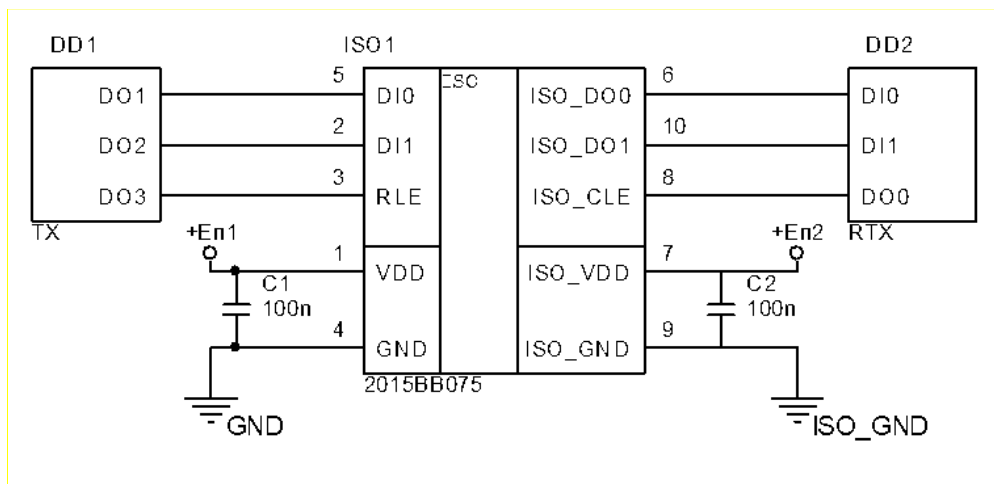 DD1
ISO1
DD2
DO1
5
DI0
ISC
ISO_DO0
6
DI0
DO2
2
DI1
ISO_DO1
10
DI1
DO3
3
RLE
ISO_CLE
8
DO0
TX
RTX
+En1
+En2
1
VDD
ISO_VDD
7
C1
100n
C2
100n
4
GND
ISO_GND
9
2015BB075
GND
ISO_GND